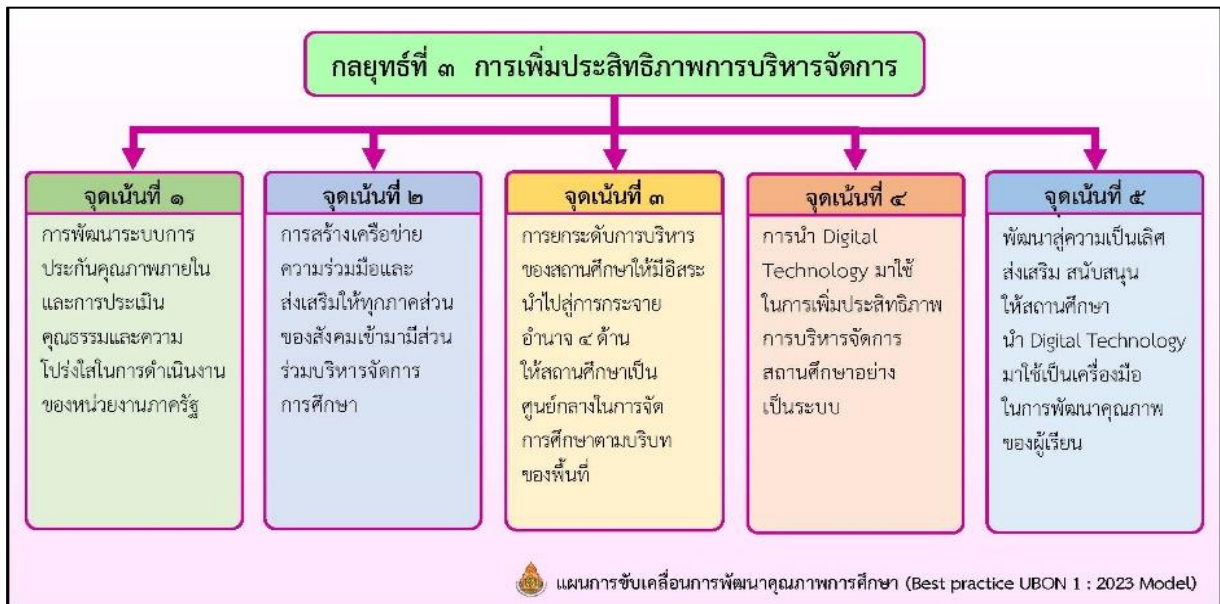 กลยุทธ์ที่ ๓ การเพิ่มประสิทธิภาพการบริหารจัดการ
จุดเน้นที่ ๑
การพัฒนาระบบการ
ประกันคุณภาพภายใน
และการประเมิน
คุณธรรมและความ
โปร่งใสในการดำเนินงาน
ของหน่วยงานภาครัฐ
จุดเน้นที่ ๒
การสร้างเครือข่าย
ความร่วมมือและ
ส่งเสริมให้ทุกภาคส่วน
ของสังคมเข้ามามีส่วน
ร่วมบริหารจัดการ
การศึกษา
จุดเน้นที่ ๓
การยกระดับการบริหาร
ของสถานศึกษาให้มีอิสระ
นำไปสู่การกระจาย
อำนาจ ๔ ด้าน
ให้สถานศึกษาเป็น
ศูนย์กลางในการจัด
การศึกษาตามบริบท
ของพื้นที่
จุดเน้นที่ ๔
การนำ Digital
Technology มาใช้
ในการเพิ่มประสิทธิภาพ
การบริหารจัดการ
สถานศึกษาอย่าง
เป็นระบบ
จุดเน้นที่ ๕
พัฒนาสู่ความเป็นเลิศ
ส่งเสริม สนับสนุน
ให้สถานศึกษา
นำ Digital Technology
มาใช้เป็นเครื่องมือ
ในการพัฒนาคุณภาพ
ของผู้เรียน
แผนการขับเคลื่อนการพัฒนาคุณภาพการศึกษา (Best practice UBON 1 : 2023 Model)